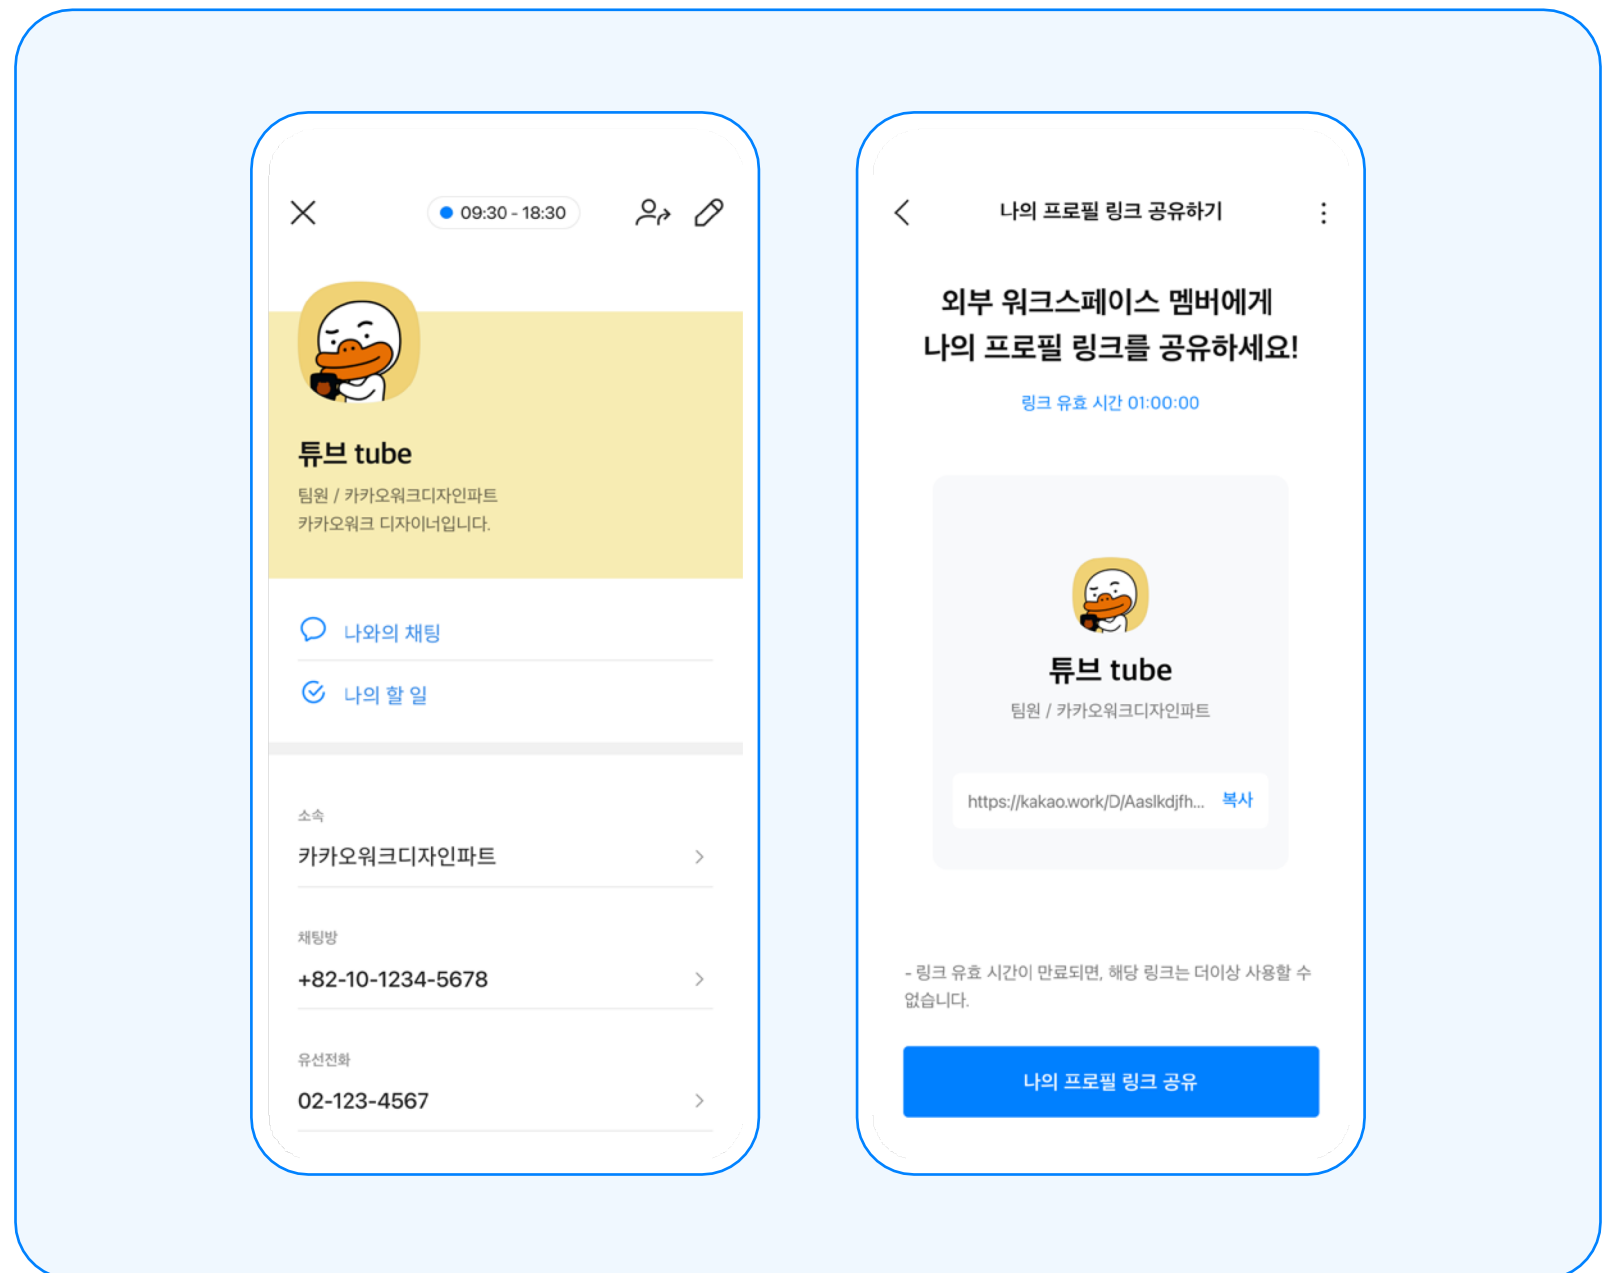 09:30 - 18:30
튜브 tube
팀원 / 카카오워크디자인파트
카카오워크 디자이너입니다.
나와의 채팅
나의 할 일
소속
카카오워크디자인파트
채팅방
+82-10-1234-5678
유선전화
02-123-4567
나의 프로필 링크 공유하기
외부 워크스페이스 멤버에게
나의 프로필 링크를 공유하세요!
링크 유효 시간 01:00:00
튜브 tube
팀원 / 카카오워크디자인파트
https://kakao.work/D/Aaslkdjfh... 복사
- 링크 유효 시간이 만료되면, 해당 링크는 더이상 사용할 수
없습니다.
나의 프로필 링크 공유